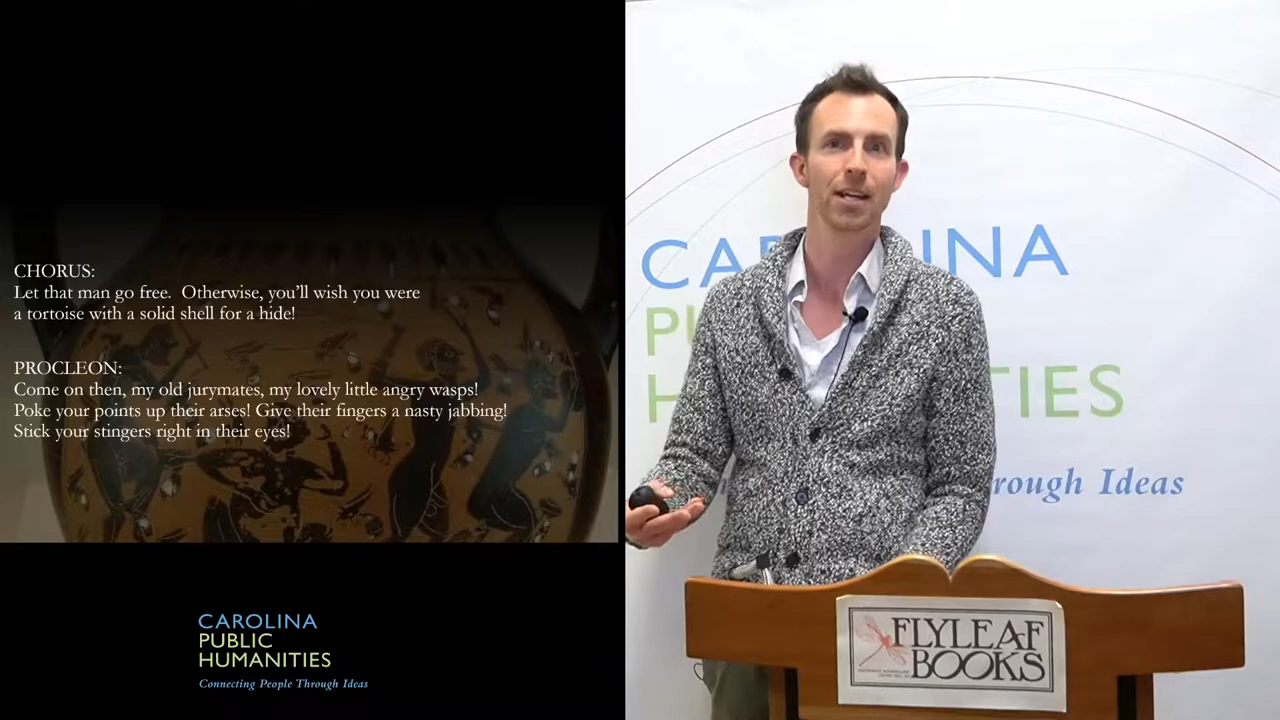 CHORUS:
Let that man go free. Otherwise, you'll wish you were
a tortoise with a solid shell for a hide!
PROCLEON:
Come on then, my old jurymates, my lovely little angry wasps!
Poke your points up their arses! Give their fingers a nasty jabbing!
Stick your stingers right in their eyes!
CAROLINA
PUBLIC
HUMANITIES
Connecting People Through Ideas
CA INA
PU
H TIES
rough Ideas
FLYLEAF
BOOKS